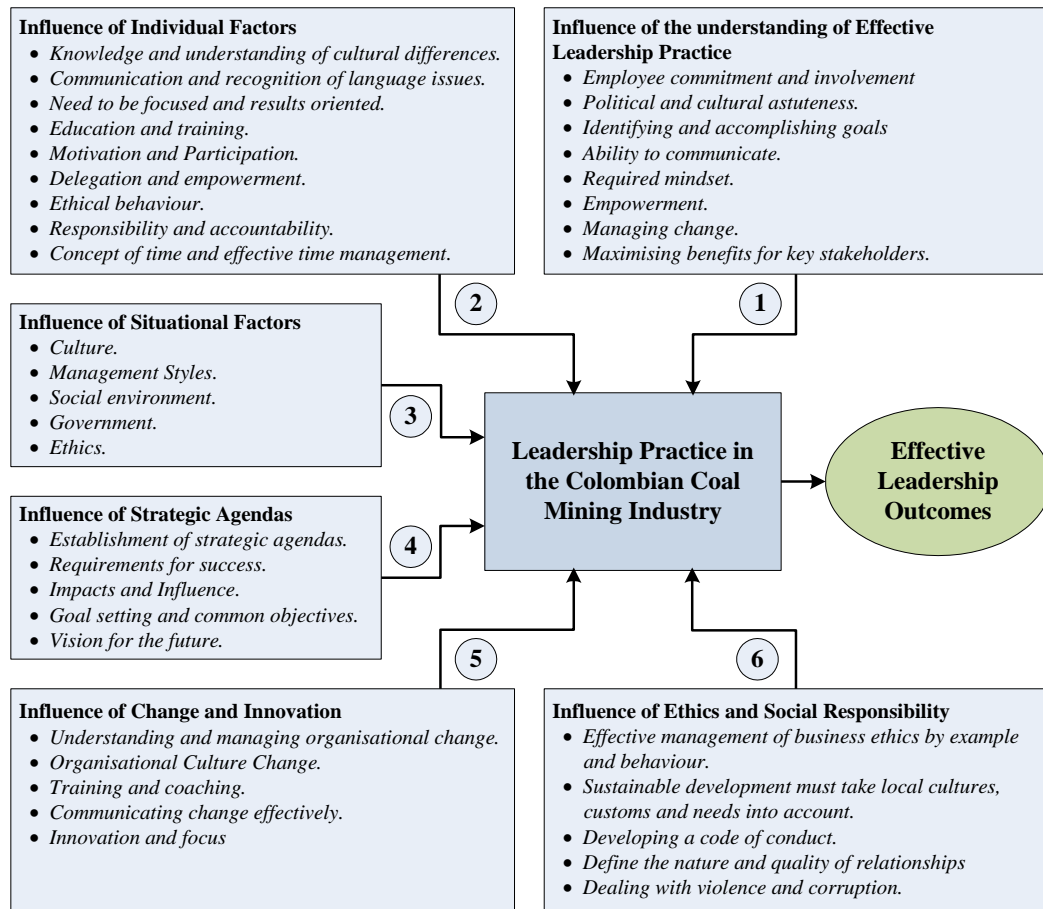 Influence of Individual Factors
• Knowledge and understanding of cultural differences.
• Communication and recognition of language issues.
• Need to be focused and results oriented.
• Education and training.
• Motivation and Participation.
• Delegation and empowerment.
• Ethical behaviour.
• Responsibility and accountability.
• Concept of time and effective time management.
Influence of the understanding of Effective
Leadership Practice
• Employee commitment and involvement
• Political and cultural astuteness.
• Identifying and accomplishing goals
• Ability to communicate.
• Required mindset.
• Empowerment.
• Managing change.
• Maximising benefits for key stakeholders.
2
1
Influence of Situational Factors
• Culture.
• Management Styles.
• Social environment.
• Government.
• Ethics.
3
Leadership Practice in
the Colombian Coal
Mining Industry
Effective
Leadership
Outcomes
Influence of Strategic Agendas
• Establishment of strategic agendas.
• Requirements for success.
• Impacts and Influence.
• Goal setting and common objectives.
• Vision for the future.
4
5
6
Influence of Change and Innovation
• Understanding and managing organisational change.
• Organisational Culture Change.
• Training and coaching.
• Communicating change effectively.
• Innovation and focus
Influence of Ethics and Social Responsibility
• Effective management of business ethics by example
and behaviour.
• Sustainable development must take local cultures,
customs and needs into account.
• Developing a code of conduct.
• Define the nature and quality of relationships
• Dealing with violence and corruption.